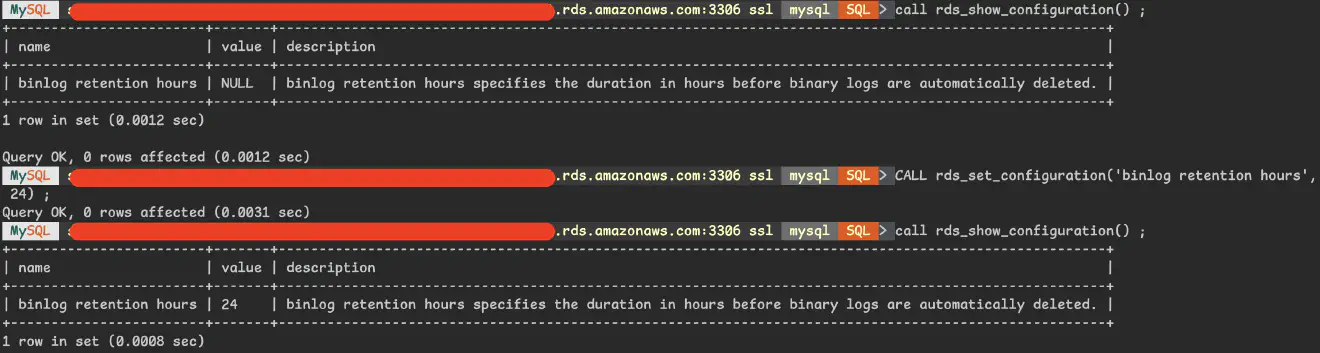 MySQL s .rds.amazonaws.com:3306 ssl mysql SQL > call rds_show_configuration() ;
+------------------------+-------+-----------------------------------------------------------------------------------------------------------+
| name | value | description |
+------------------------+-------+-----------------------------------------------------------------------------------------------------------+
| binlog retention hours | NULL | binlog retention hours specifies the duration in hours before binary logs are automatically deleted. |
+------------------------+-------+-----------------------------------------------------------------------------------------------------------+
1 row in set (0.0012 sec)
Query OK, 0 rows affected (0.0012 sec)
MySQL s .rds.amazonaws.com:3306 ssl mysql SQL > CALL rds_set_configuration('binlog retention hours',
24) ;
Query OK, 0 rows affected (0.0031 sec)
MySQL s .rds.amazonaws.com:3306 ssl mysql SQL > call rds_show_configuration() ;
+------------------------+-------+-----------------------------------------------------------------------------------------------------------+
| name | value | description |
+------------------------+-------+-----------------------------------------------------------------------------------------------------------+
| binlog retention hours | 24 | binlog retention hours specifies the duration in hours before binary logs are automatically deleted. |
+------------------------+-------+-----------------------------------------------------------------------------------------------------------+
1 row in set (0.0008 sec)